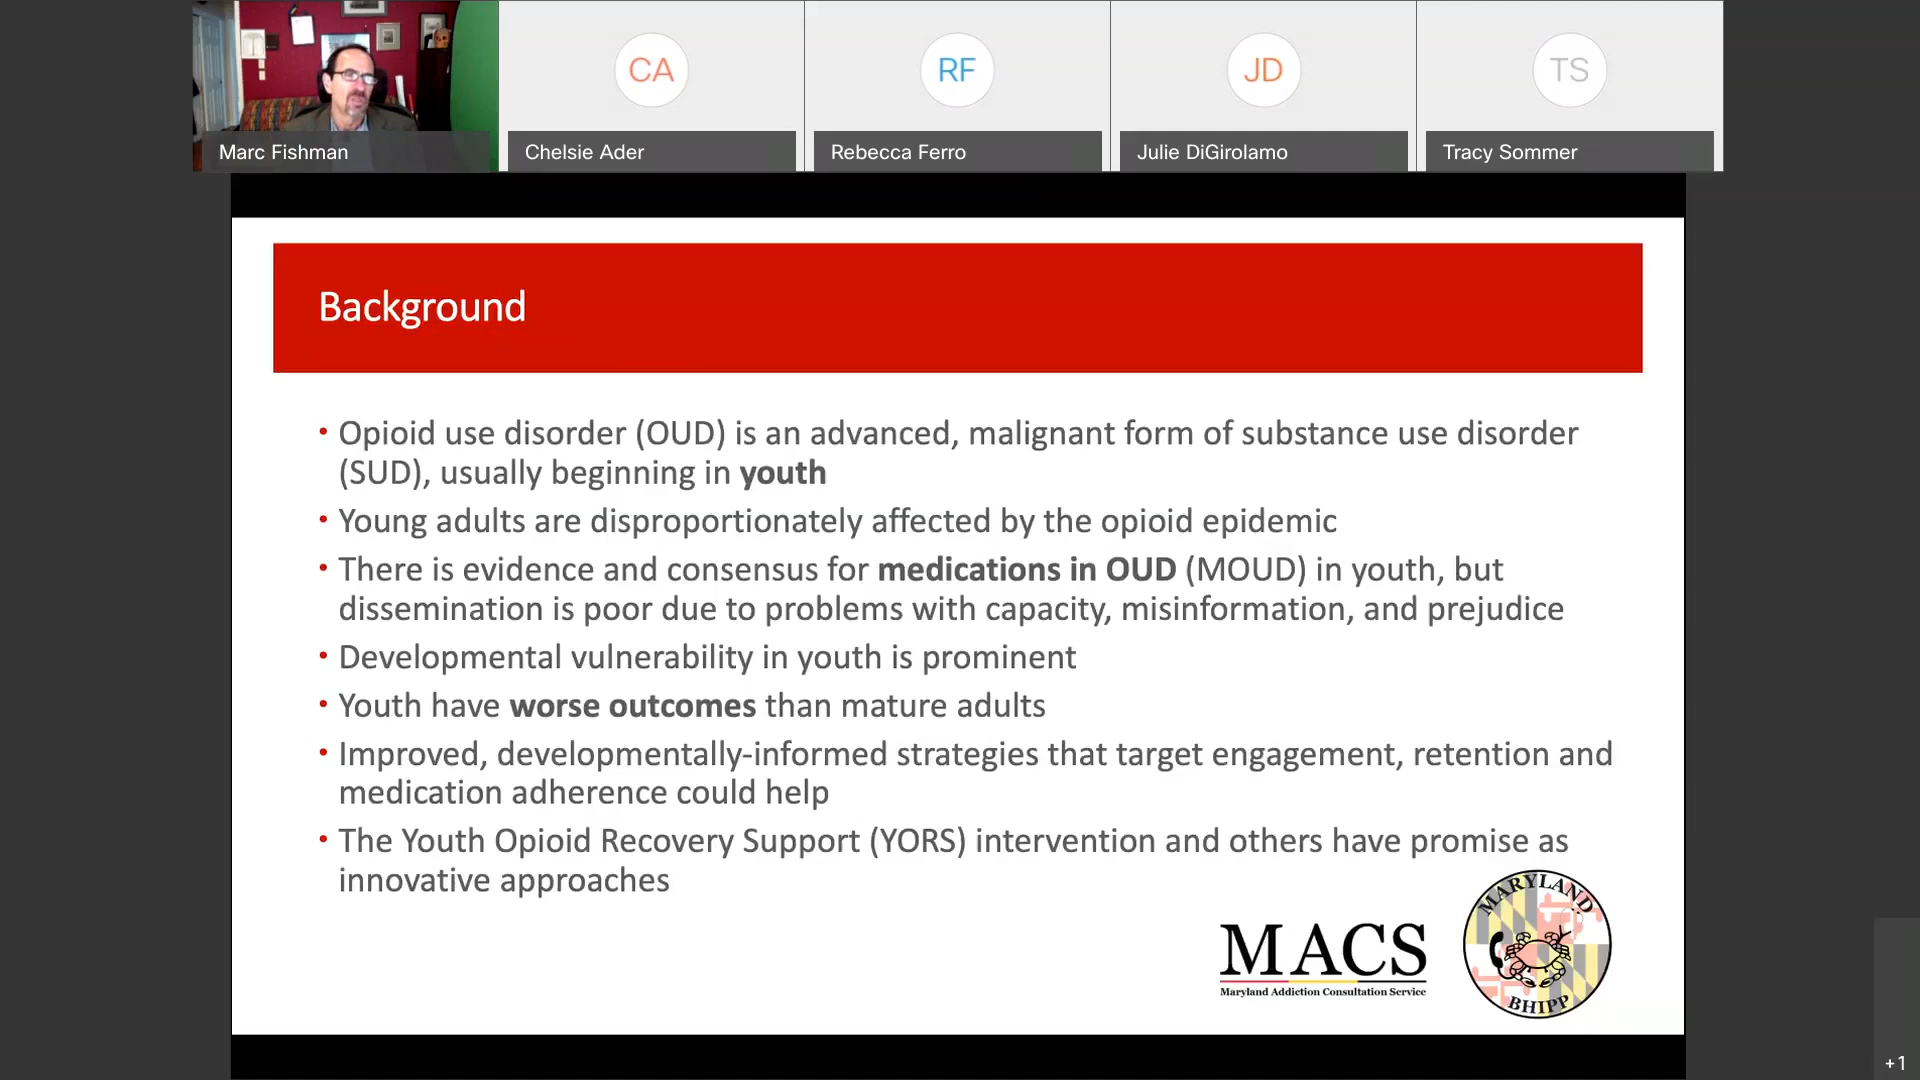 CA
RF
JD
TS
Marc Fishman
Chelsie Ader
Rebecca Ferro
Julie DiGirolamo
Tracy Sommer
Background
• Opioid use disorder (OUD) is an advanced, malignant form of substance use disorder
(SUD), usually beginning in youth
• Young adults are disproportionately affected by the opioid epidemic
• There is evidence and consensus for medications in OUD (MOUD) in youth, but
dissemination is poor due to problems with capacity, misinformation, and prejudice
• Developmental vulnerability in youth is prominent
• Youth have worse outcomes than mature adults
• Improved, developmentally-informed strategies that target engagement, retention and
medication adherence could help
• The Youth Opioid Recovery Support (YORS) intervention and others have promise as
innovative approaches
MACS
Maryland Addiction Consultation Service
MARYLAND
BHIPP
+1